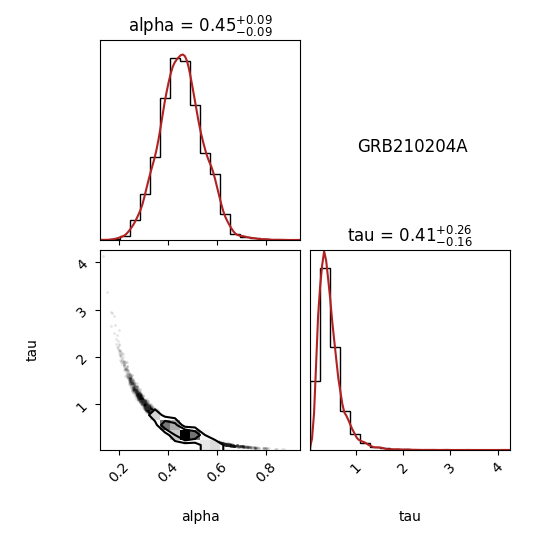 alpha = 0.45+0.09 −0.09
GRB210204A
tau = 0.41+0.26 −0.16
4
3
2
1
tau
0.2 0.4 0.6 0.8
1 2 3 4
alpha
tau